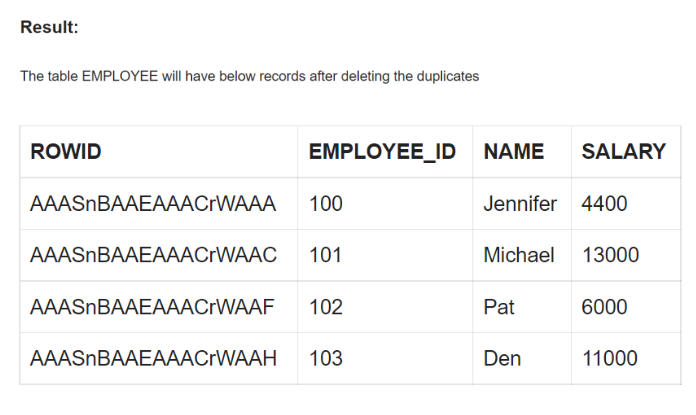 Result:
The table EMPLOYEE will have below records after deleting the duplicates
ROWID EMPLOYEE_ID NAME SALARY
AAASnBAAEAAACrWAAA 100 Jennifer 4400
AAASnBAAEAAACrWAAC 101 Michael 13000
AAASnBAAEAAACrWAAF 102 Pat 6000
AAASnBAAEAAACrWAAH 103 Den 11000